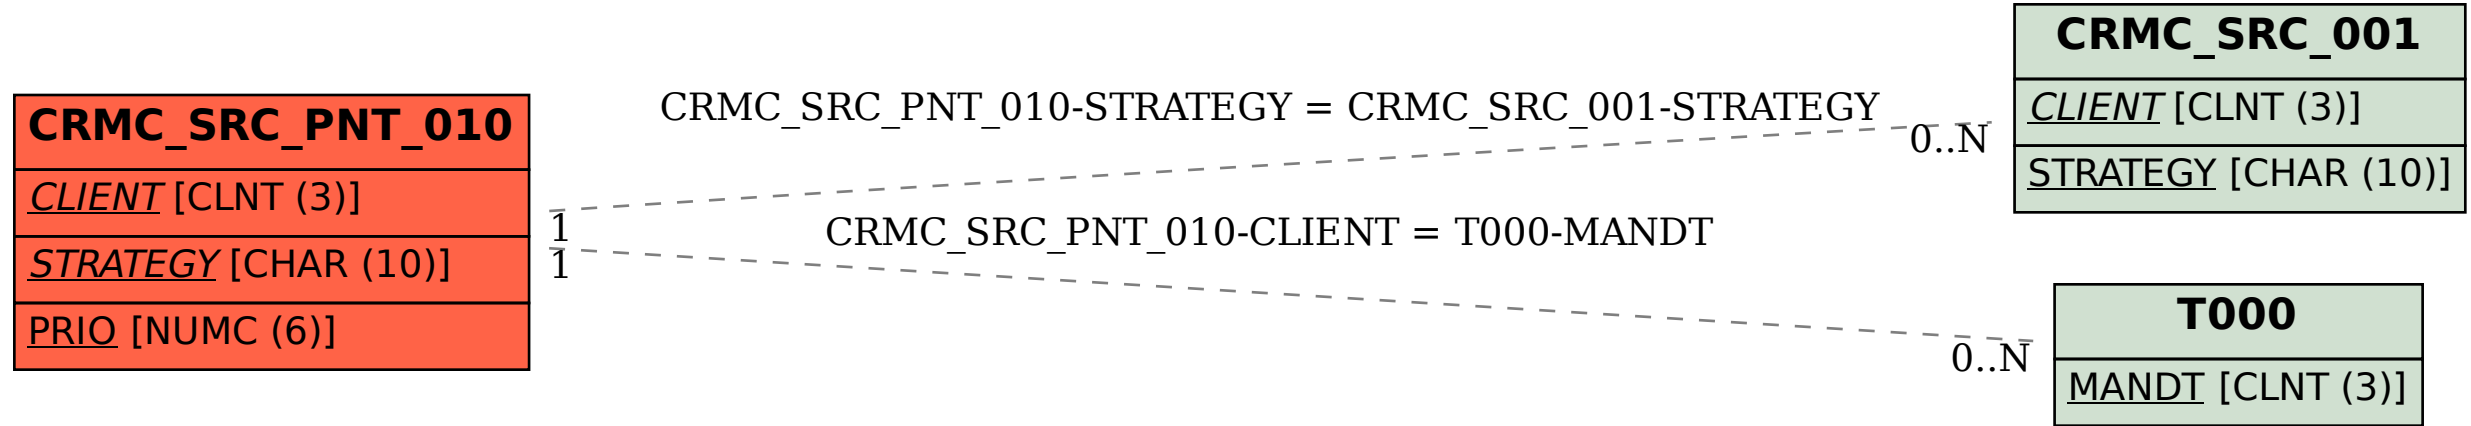 CRMC_SRC_PNT_010
CLIENT [CLNT (3)]
STRATEGY [CHAR (10)]
PRIO [NUMC (6)]
CRMC_SRC_PNT_010-STRATEGY = CRMC_SRC_001-STRATEGY
1
0..N
CRMC_SRC_PNT_010-CLIENT = T000-MANDT
1
0..N
CRMC_SRC_001
CLIENT [CLNT (3)]
STRATEGY [CHAR (10)]
T000
MANDT [CLNT (3)]